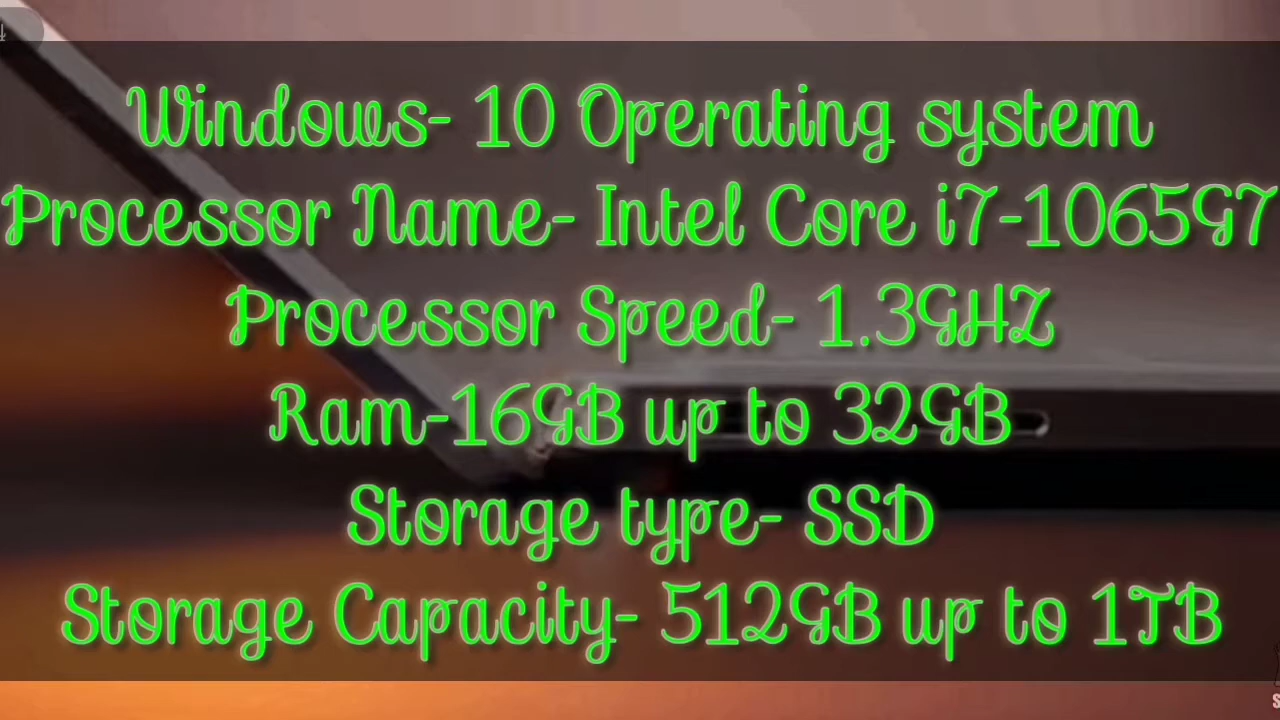 Windows- 10 Operating system
Processor Name- Intel Core i7-1065G7
Processor Speed- 1.3GHZ
Ram-16GB up to 32GB
Storage type- SSD
Storage Capacity- 512GB up to 1TB